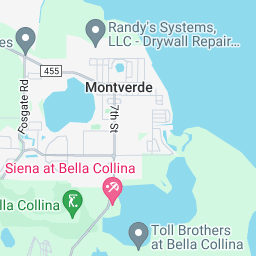 Randy's Systems,
LLC - Drywall Repair...
es
455
Montverde
Fosgate Rd
7th St
Siena at Bella Collina
lla Collina
Toll Brothers
at Bella Collina